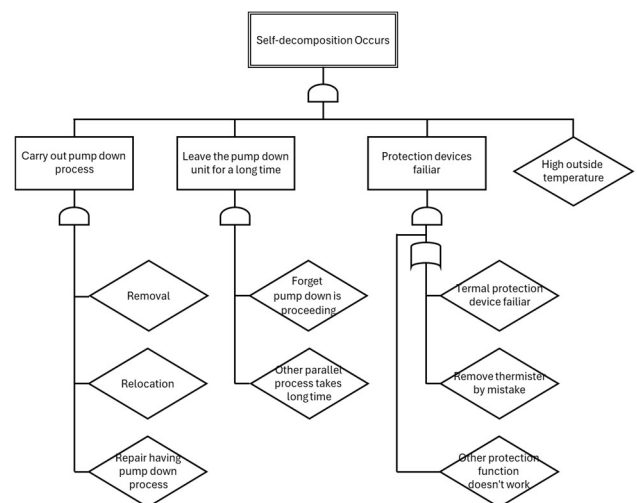 Self-decomposition Occurs
Carry out pump down
process
Leave the pump down
unit for a long time
Protection devices
failiar
High outside
temperature
Removal
Relocation
Repair having
pump down
process
Forget
pump down is
proceeding
Other parallel
process takes
long time
Termal protection
device failiar
Remove thermister
by mistake
Other protection
function
doesn't work